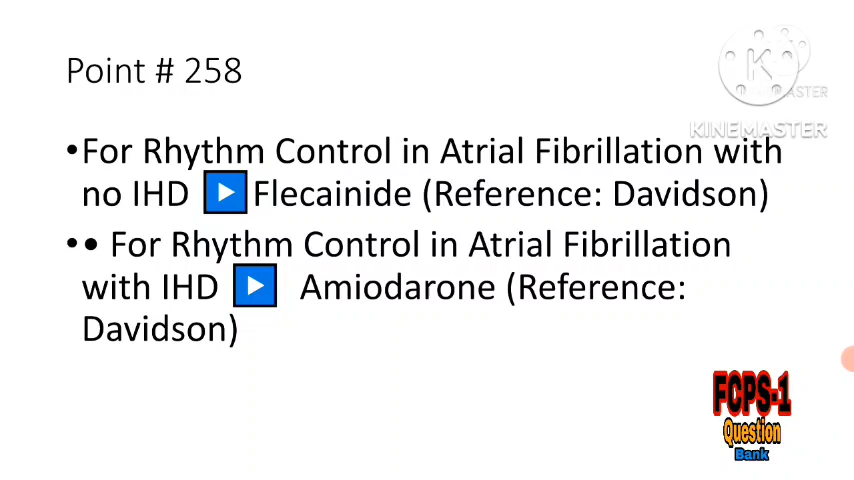 Point # 258
KINEMASTER
•For Rhythm Control in Atrial Fibrillation with
no IHD ▶ Flecainide (Reference: Davidson)
•• For Rhythm Control in Atrial Fibrillation
with IHD ▶ Amiodarone (Reference:
Davidson)
FCPS-1
Question
Bank